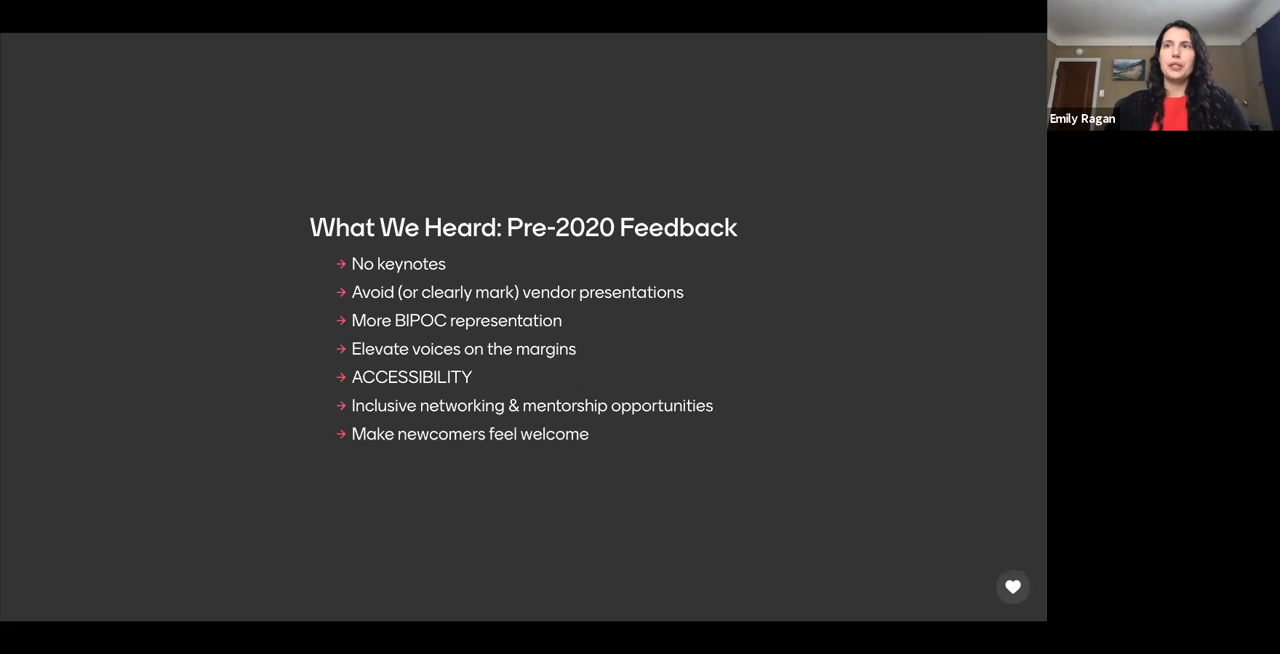 What We Heard: Pre-2020 Feedback
→ No keynotes
→ Avoid (or clearly mark) vendor presentations
→ More BIPOC representation
→ Elevate voices on the margins
→ ACCESSIBILITY
→ Inclusive networking & mentorship opportunities
→ Make newcomers feel welcome
Emily Ragan